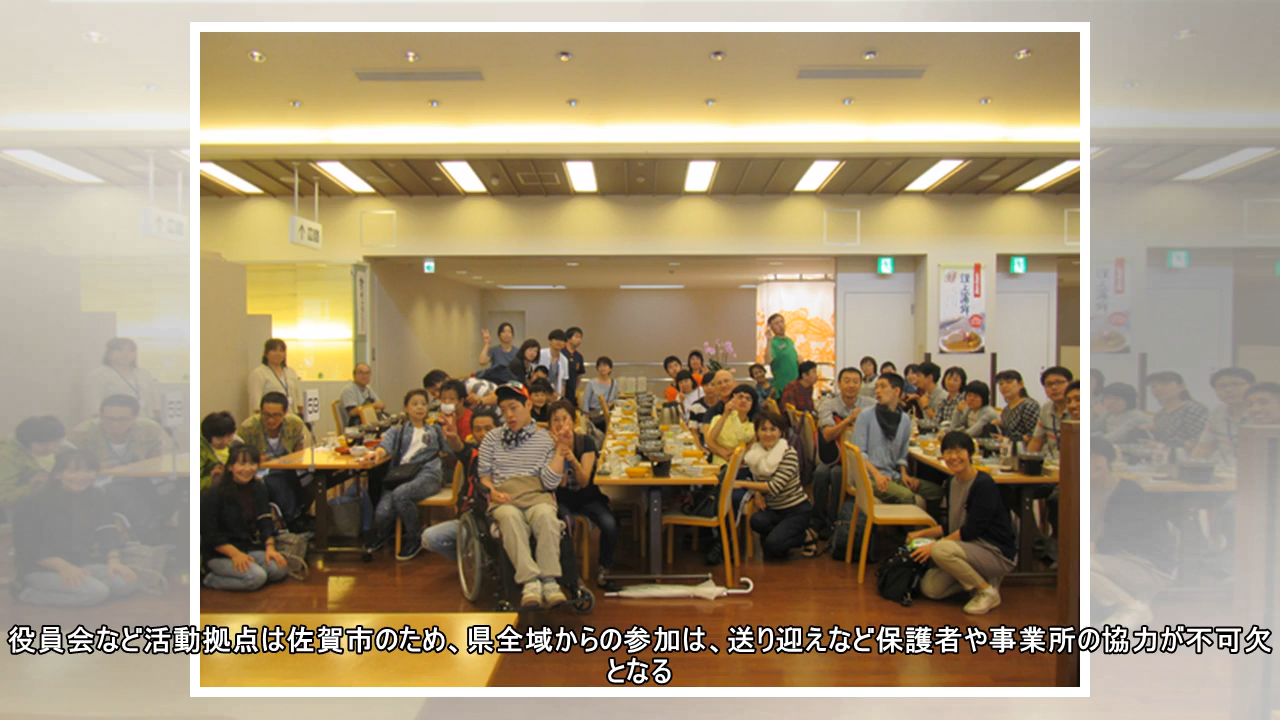 58
役員会など活動拠点は佐賀市のため、県全域からの参加は、送り迎えなど保護者や事業所の協力が不可欠
となる